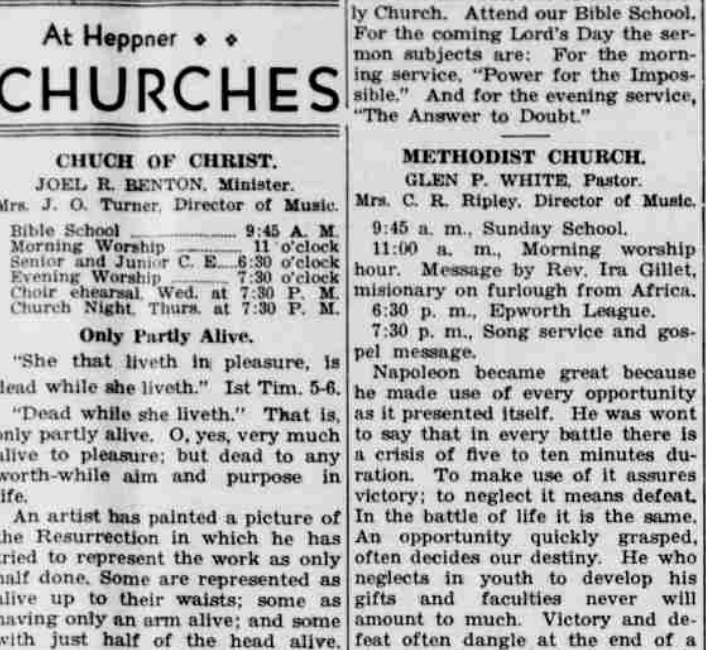 At Heppner
CHURCHES
CHUCH OF CHRIST.
JOEL R. BENTON, Minister.
Mrs. J. O. Turner, Director of Music.
Bible School ........ 9:45 A. M.
Morning Worship ........ 11 o'clock
Senior and Junior C. E.....6:30 o'clock
Evening Worship ........ 7:30 o'clock
Choir ehearsal, Wed. at 7:30 P. M.
Church Night, Thurs. at 7:30 P. M.
Only Partly Alive.
"She that liveth in pleasure, is
dead while she liveth." Ist Tim. 5-6.
"Dead while she liveth." That is,
only partly alive. O, yes, very much
alive to pleasure; but dead to any
worth-while aim and purpose in
life.
An artist has painted a picture of
the Resurrection in which he has
tried to represent the work as only
half done. Some are represented as
alive up to their waists; some as
having only an arm alive; and some
with just half of the head alive.
ly Church. Attend our Bible School.
For the coming Lord's Day the ser-
mon subjects are: For the morn-
ing service, "Power for the Impos-
sible." And for the evening service,
"The Answer to Doubt."
METHODIST CHURCH.
GLEN P. WHITE, Pastor.
Mrs. C. R. Ripley, Director of Music.
9:45 a. m., Sunday School.
11:00 a. m., Morning worship
hour. Message by Rev. Ira Gillet,
misionary on furlough from Africa.
6:30 p. m., Epworth League.
7:30 p. m., Song service and gos-
pel message.
Napoleon became great because
he made use of every opportunity
as it presented itself. He was wont
to say that in every battle there is
a crisis of five to ten minutes du-
ration. To make use of it assures
victory; to neglect it means defeat.
In the battle of life it is the same.
An opportunity quickly grasped,
often decides our destiny. He who
neglects in youth to develop his
gifts and faculties never will
amount to much. Victory and de-
feat often dangle at the end of a